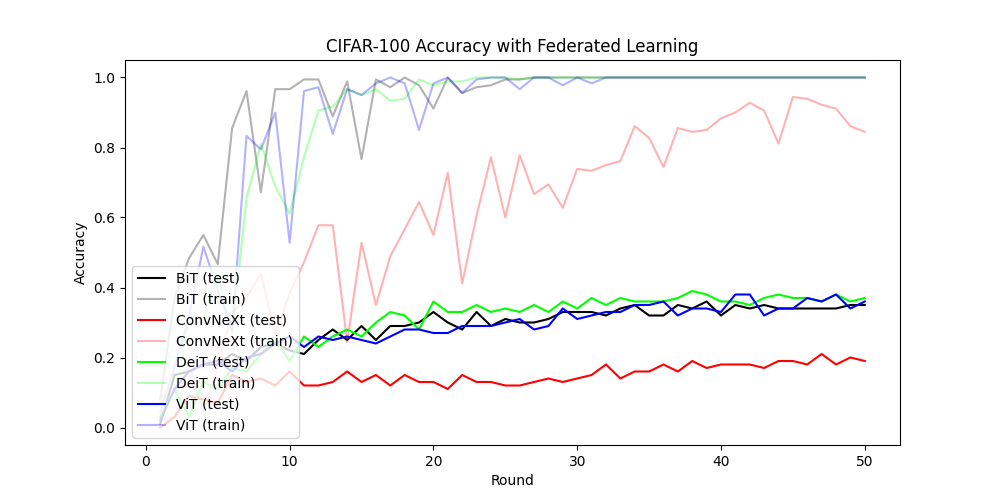 CIFAR-100 Accuracy with Federated Learning
Accuracy
1.0
0.8
0.6
0.4
0.2
0.0
BiT (test)
BiT (train)
ConvNeXt (test)
ConvNeXt (train)
DeiT (test)
DeiT (train)
ViT (test)
ViT (train)
0 10 20 30 40 50
Round